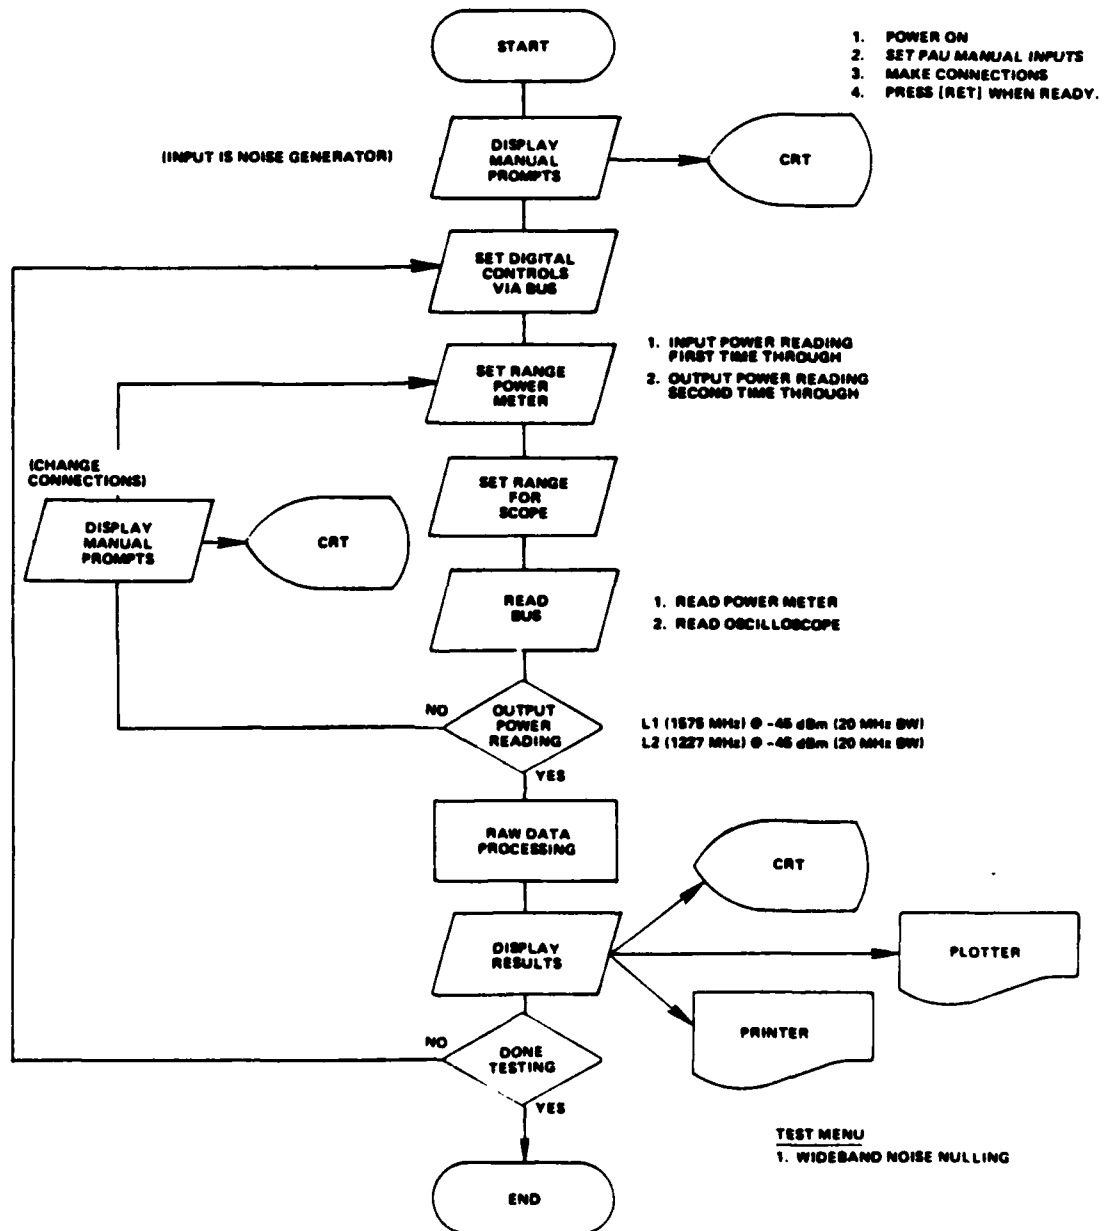 START
1. POWER ON
2. SET PAU MANUAL INPUTS
3. MAKE CONNECTIONS
4. PRESS [RET] WHEN READY.
(INPUT IS NOISE GENERATOR)
DISPLAY
MANUAL
PROMPTS
CRT
SET DIGITAL
CONTROLS
VIA BUS
SET RANGE
POWER
METER
1. INPUT POWER READING
FIRST TIME THROUGH
2. OUTPUT POWER READING
SECOND TIME THROUGH
(CHANGE
CONNECTIONS)
DISPLAY
MANUAL
PROMPTS
CRT
SET RANGE
FOR
SCOPE
READ
BUS
1. READ POWER METER
2. READ OSCILLOSCOPE
NO
OUTPUT
POWER
READING
YES
L1 (1575 MHz) @ -45 dBm (20 MHz BW)
L2 (1227 MHz) @ -45 dBm (20 MHz BW)
RAW DATA
PROCESSING
CRT
DISPLAY
RESULTS
PLOTTER
PRINTER
NO
DONE
TESTING
YES
TEST MENU
1. WIDEBAND NOISE NULLING
END